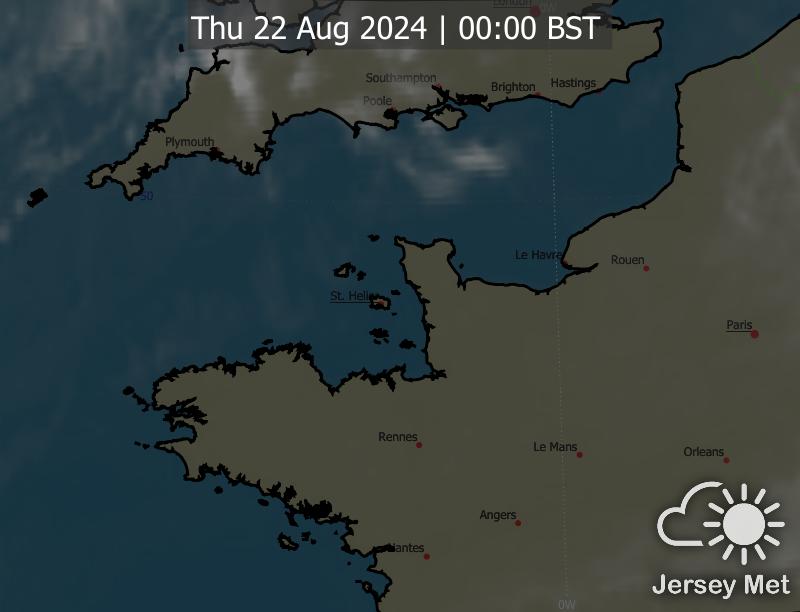 London
0W
Thu 22 Aug 2024 | 00:00 BST
Southampton
Brighton
Hastings
Poole
Plymouth
50
Le Havre
Rouen
St. Helier
Paris
Rennes
Le Mans
Orleans
Angers
Nantes
Jersey Met
0W